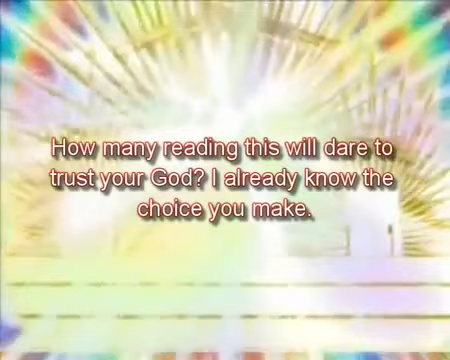 How many reading this will dare to
trust your God? I already know the
choice you make.